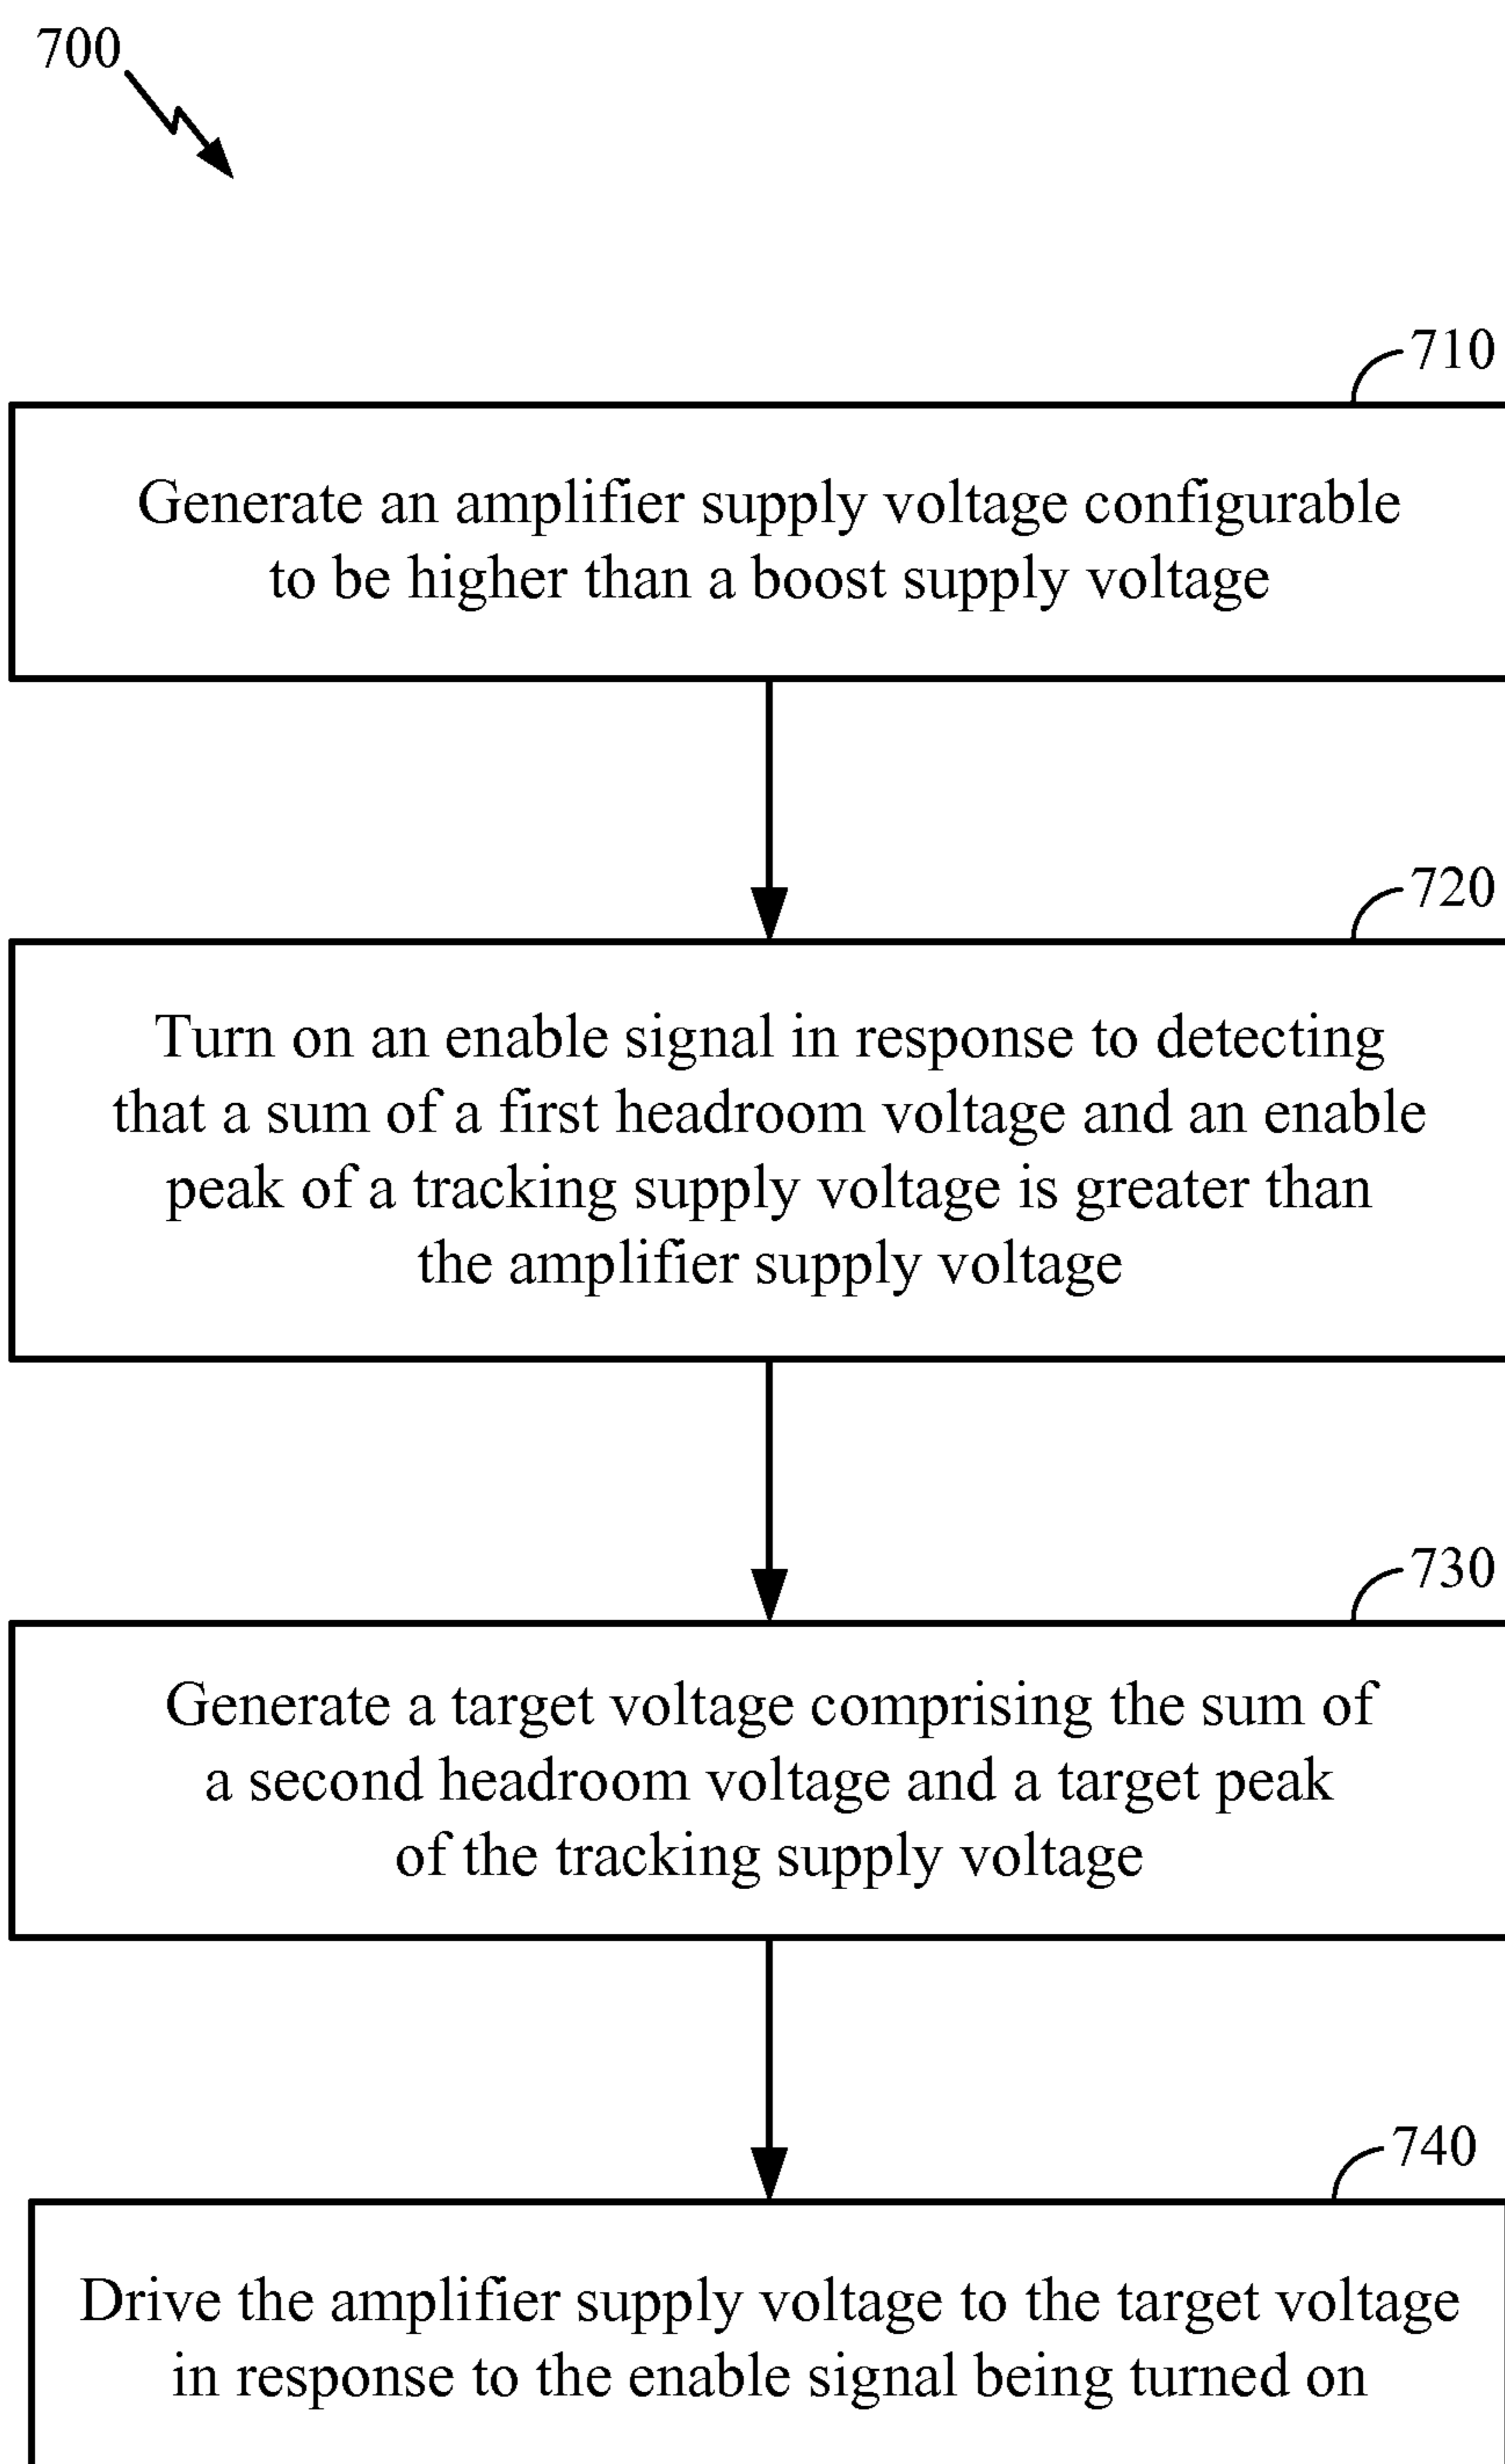 700
710
Generate an amplifier supply voltage configurable
to be higher than a boost supply voltage
720
Turn on an enable signal in response to detecting
that a sum of a first headroom voltage and an enable
peak of a tracking supply voltage is greater than
the amplifier supply voltage
730
Generate a target voltage comprising the sum of
a second headroom voltage and a target peak
of the tracking supply voltage
740
Drive the amplifier supply voltage to the target voltage
in response to the enable signal being turned on